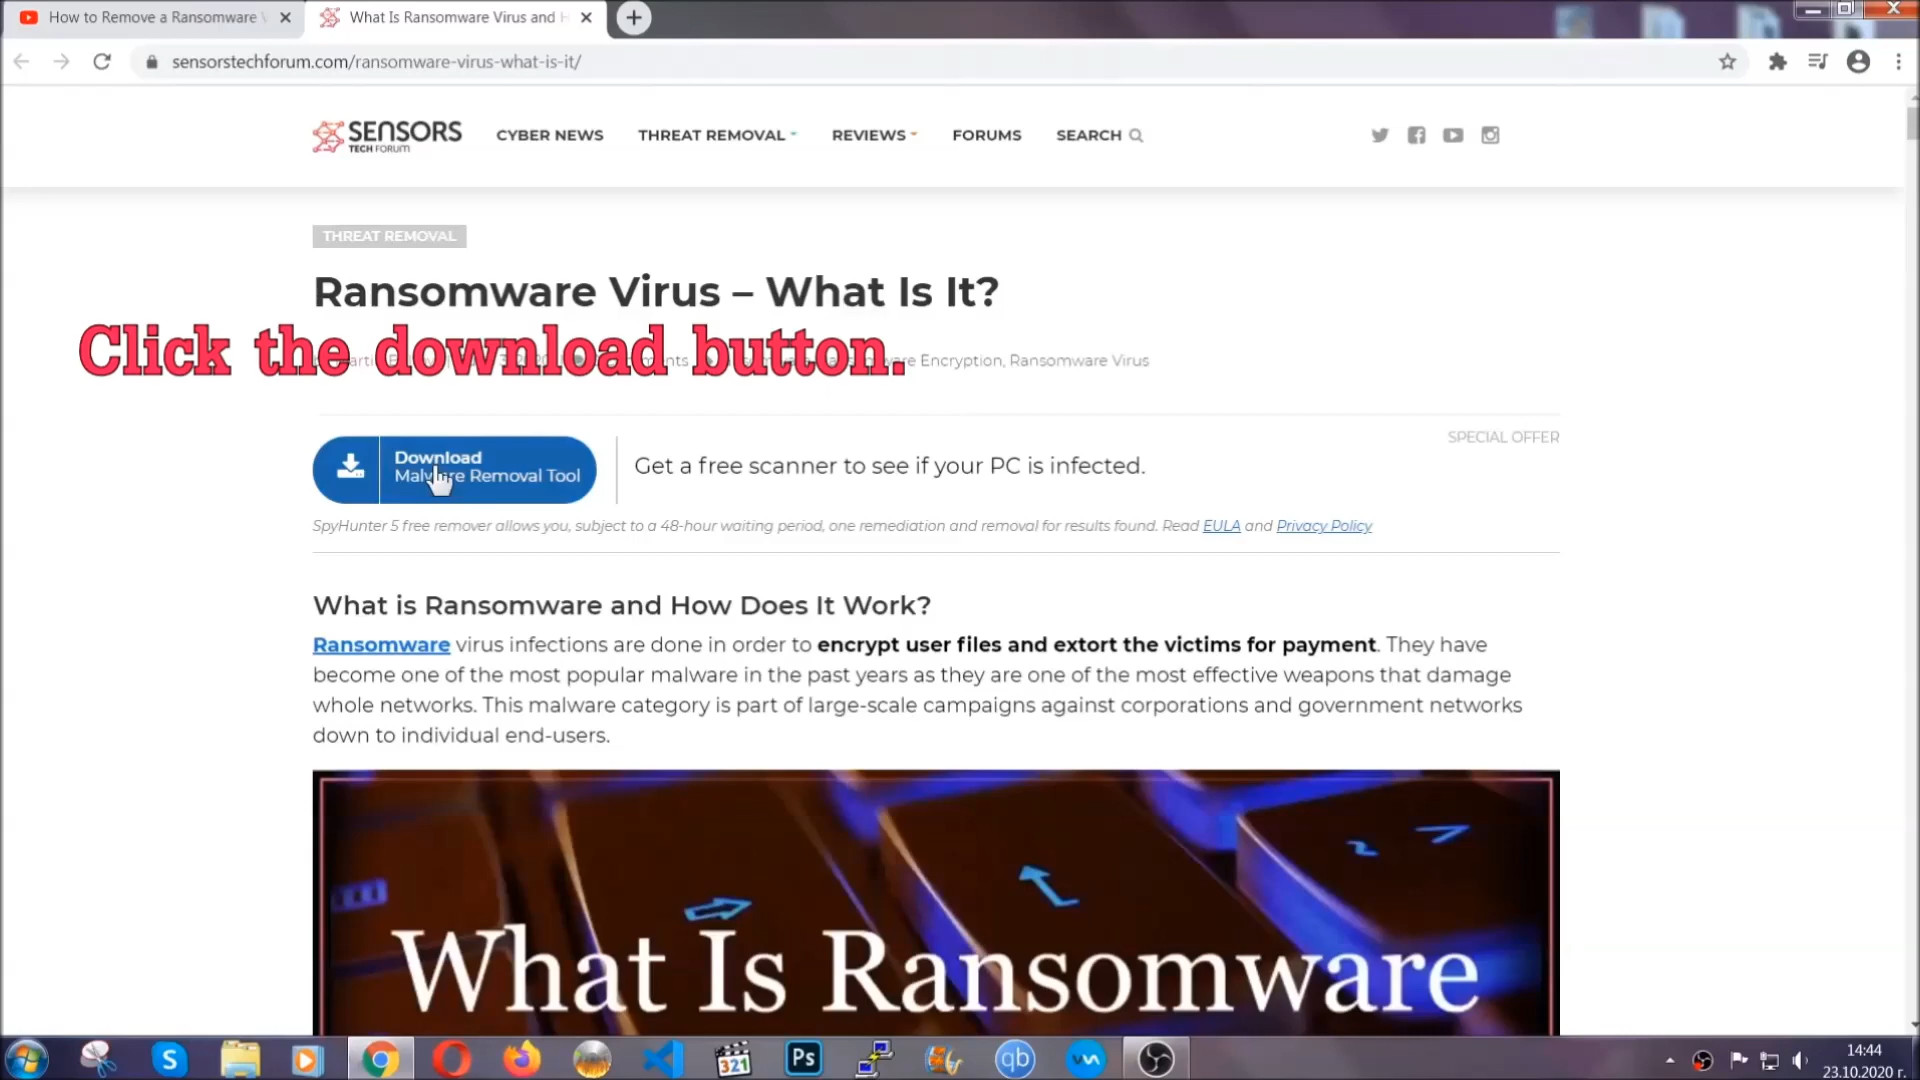 How to Remove a Ransomware
What Is Ransomware Virus and
sensorstechforum.com/ransomware-virus-what-is-it/
SENSORS
TECH FORUM
CYBER NEWS
THREAT REMOVAL
REVIEWS
FORUMS
SEARCH
THREAT REMOVAL
Ransomware Virus – What Is It?
Click the download button.
Encryption, Ransomware Virus
SPECIAL OFFER
Download
Malware Removal Tool
Get a free scanner to see if your PC is infected.
SpyHunter 5 free remover allows you, subject to a 48-hour waiting period, one remediation and removal for results found. Read EULA and Privacy Policy
What is Ransomware and How Does It Work?
Ransomware virus infections are done in order to encrypt user files and extort the victims for payment. They have
become one of the most popular malware in the past years as they are one of the most effective weapons that damage
whole networks. This malware category is part of large-scale campaigns against corporations and government networks
down to individual end-users.
What Is Ransomware
S
321
Ps
qb
14:44
23.10.2020 г.